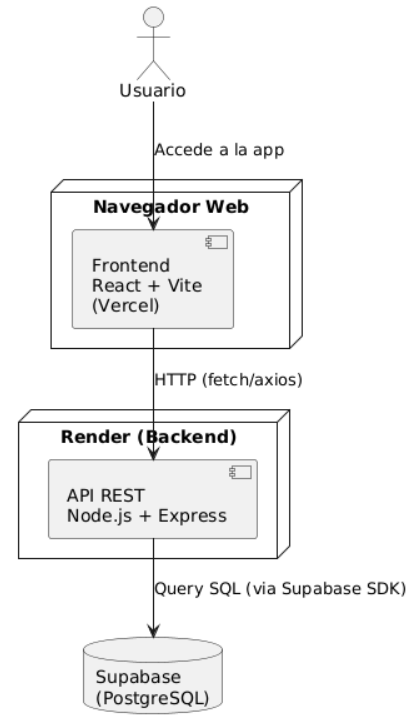 Usuario
Accede a la app
Navegador Web
Frontend
React + Vite
(Vercel)
HTTP (fetch/axios)
Render (Backend)
API REST
Node.js + Express
Query SQL (via Supabase SDK)
Supabase
(PostgreSQL)